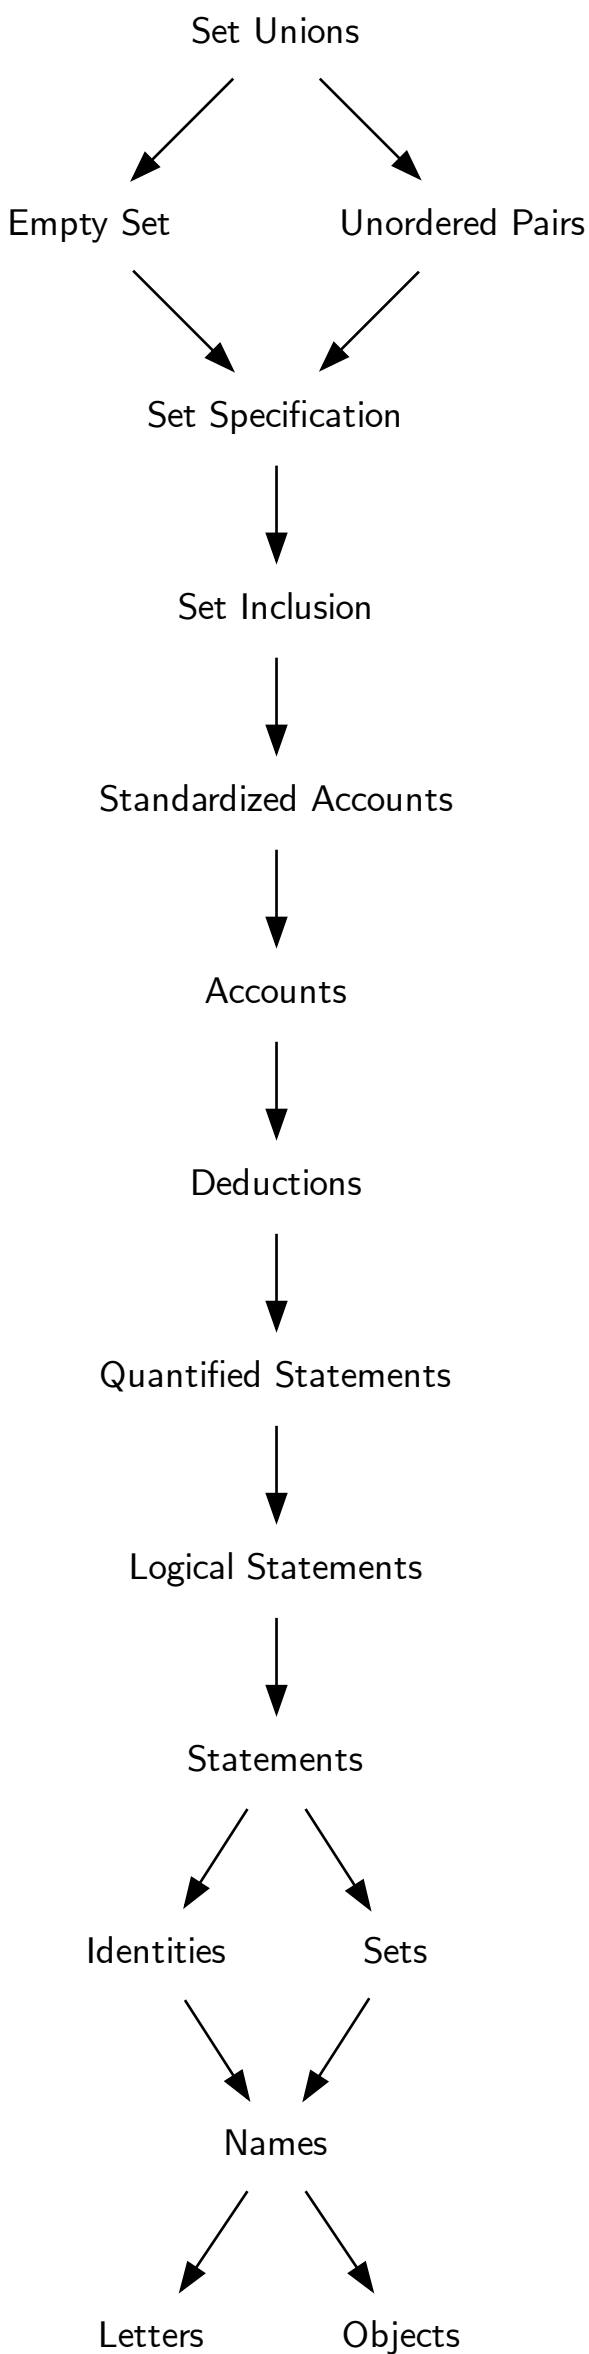 Set Unions
Empty Set
Unordered Pairs
Set Specification
Set Inclusion
Standardized Accounts
Accounts
Deductions
Quantified Statements
Logical Statements
Statements
Identities
Sets
Names
Letters
Objects